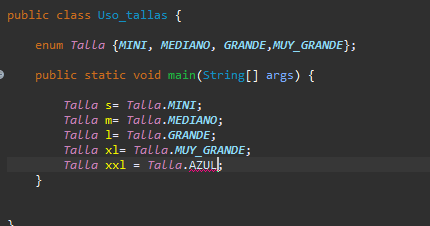 public class Uso_tallas {
enum Talla {MINI, MEDIANO, GRANDE,MUY_GRANDE};
public static void main(String[] args) {
Talla s= Talla.MINI;
Talla m= Talla.MEDIANO;
Talla l= Talla.GRANDE;
Talla xl= Talla.MUY_GRANDE;
Talla xxl = Talla.AZUL;
}
}